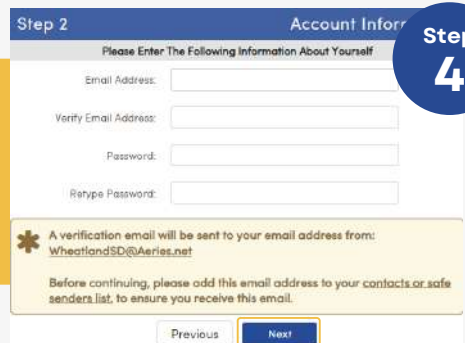 Step 2
Account Infor
Step
4
Please Enter The Following Information About Yourself
Email Address:
Verify Email Address:
Password:
Retype Password:
A verification email will be sent to your email address from:
WheatlandSD@Aeries.net
Before continuing, please add this email address to your contacts or safe
senders list, to ensure you receive this email.
Previous
Next